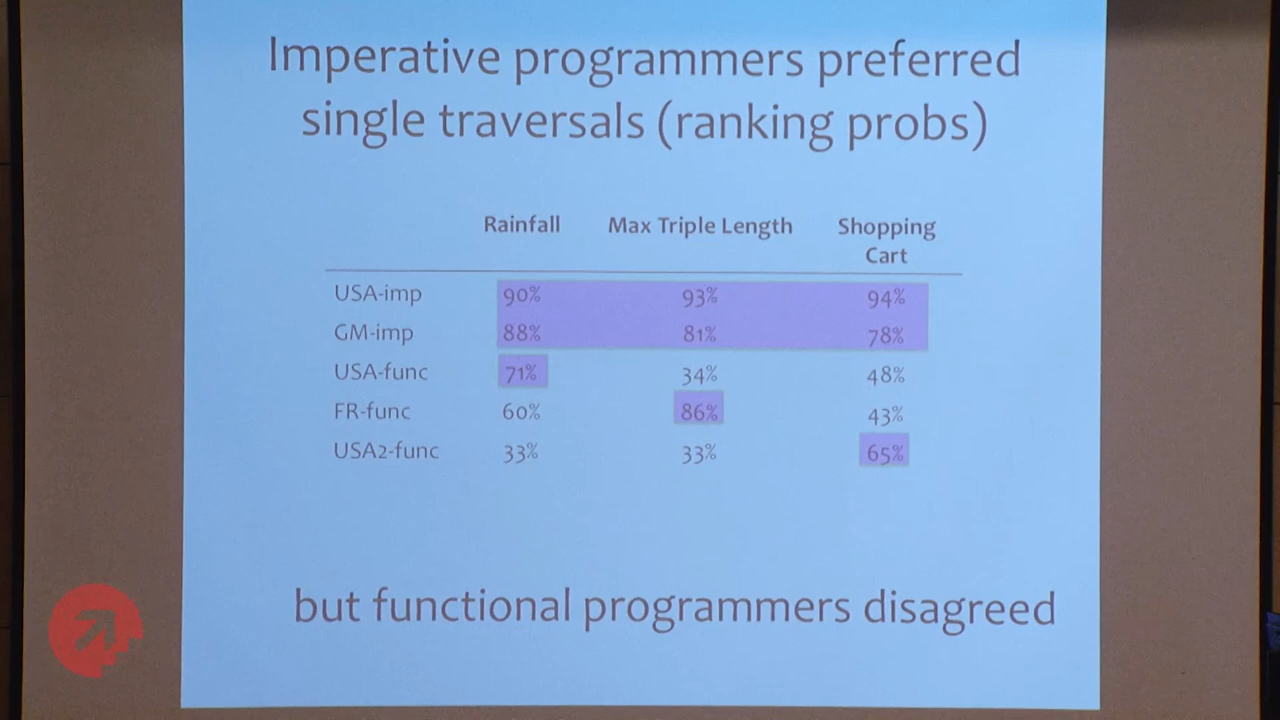 Imperative programmers preferred
single traversals (ranking probs)
Rainfall Max Triple Length Shopping
Cart
USA-imp 90% 93% 94%
GM-imp 88% 81% 78%
USA-func 71% 34% 48%
FR-func 60% 86% 43%
USA2-func 33% 33% 65%
but functional programmers disagreed